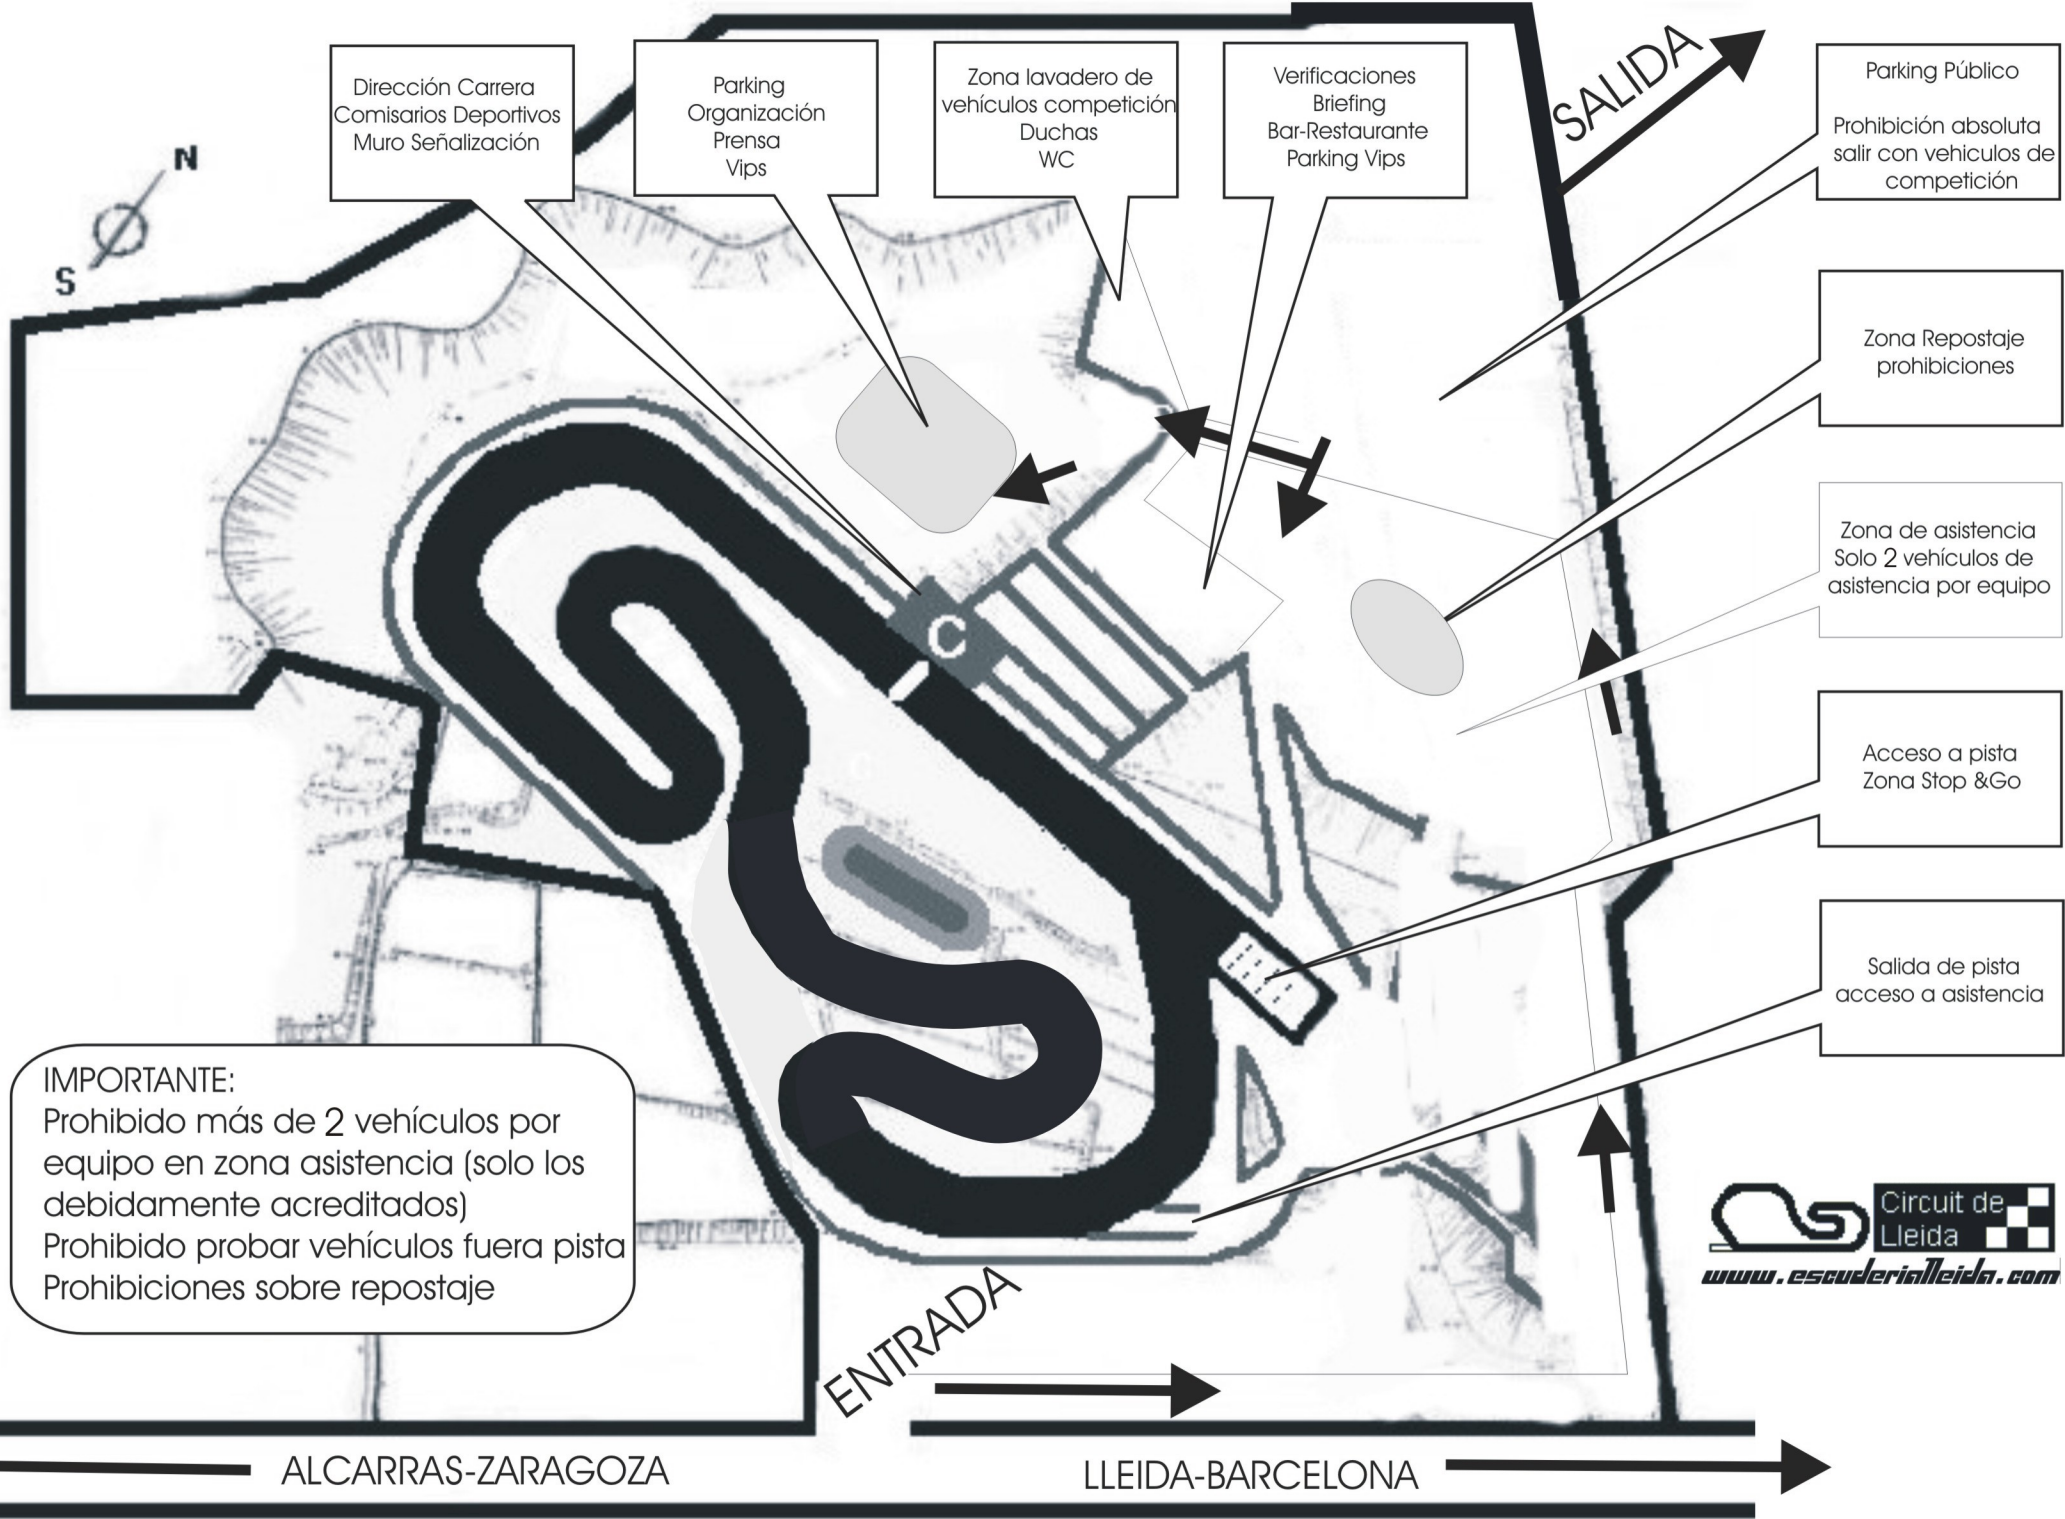 Dirección Carrera
Comisarios Deportivos
Muro Señalización
Parking
Organización
Prensa
Vips
Zona lavadero de
vehículos competición
Duchas
WC
Verificaciones
Briefing
Bar-Restaurante
Parking Vips
SALIDA
Parking Público
Prohibición absoluta
salir con vehiculos de
competición
N
S
Zona Repostaje
prohibiciones
Zona de asistencia
Solo 2 vehículos de
asistencia por equipo
C
Acceso a pista
Zona Stop &Go
Salida de pista
acceso a asistencia
IMPORTANTE:
Prohibido más de 2 vehículos por
equipo en zona asistencia (solo los
debidamente acreditados)
Prohibido probar vehículos fuera pista
Prohibiciones sobre repostaje
Circuit de
Lleida
www.escuderialleida.com
ENTRADA
ALCARRAS-ZARAGOZA
LLEIDA-BARCELONA